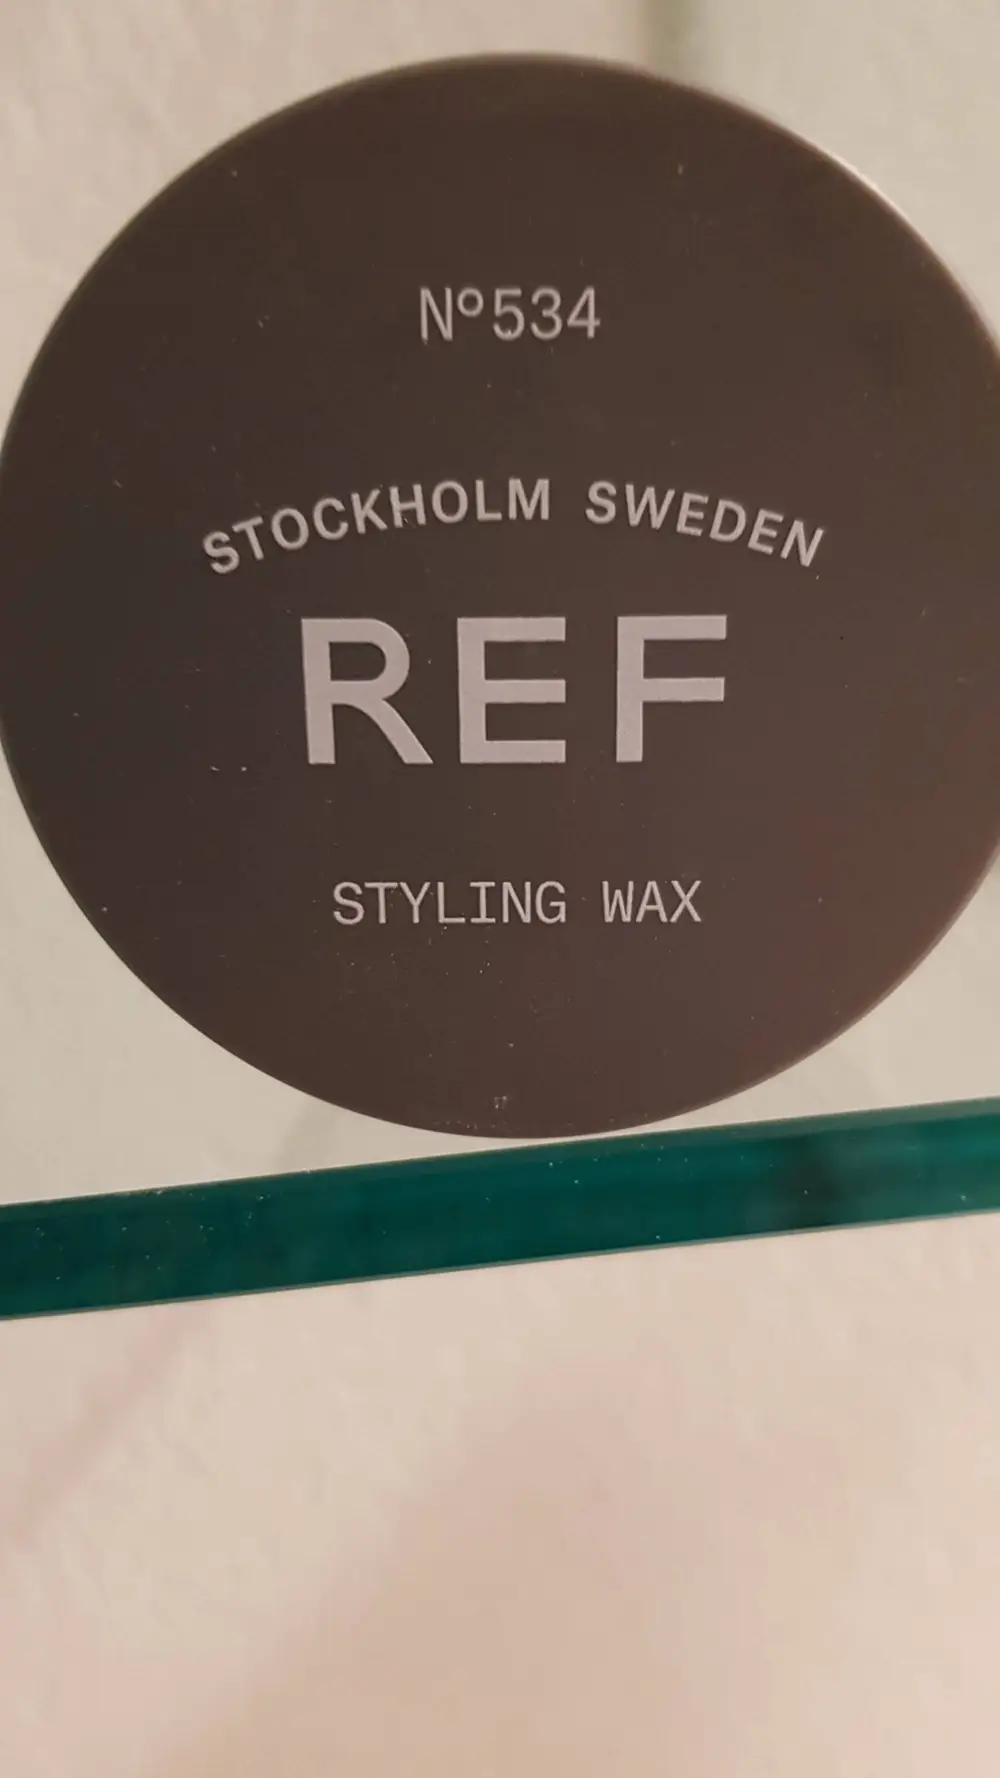 Nº534
STOCKHOLM SWEDEN
REF
STYLING WAX